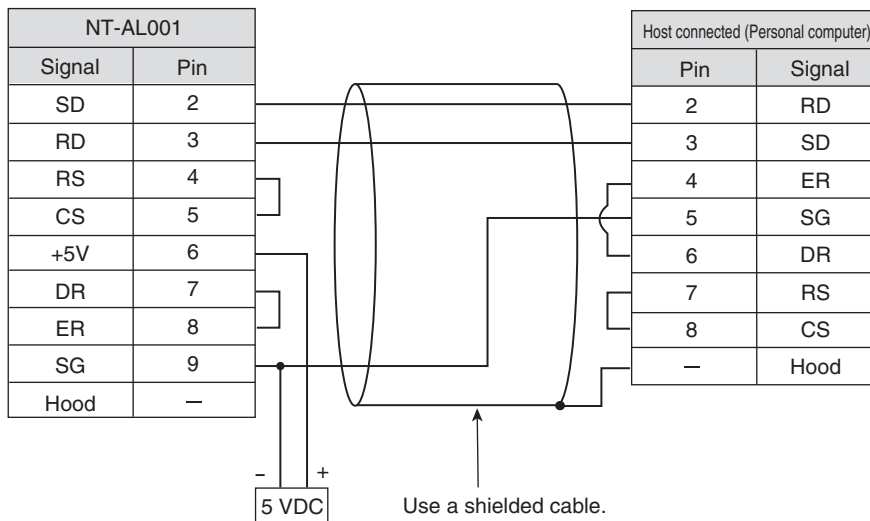 NT-AL001
Signal Pin
SD 2
RD 3
RS 4
CS 5
+5V 6
DR 7
ER 8
SG 9
Hood —
Host connected (Personal computer)
Pin Signal
2 RD
3 SD
4 ER
5 SG
6 DR
7 RS
8 CS
— Hood
– +
5 VDC
Use a shielded cable.